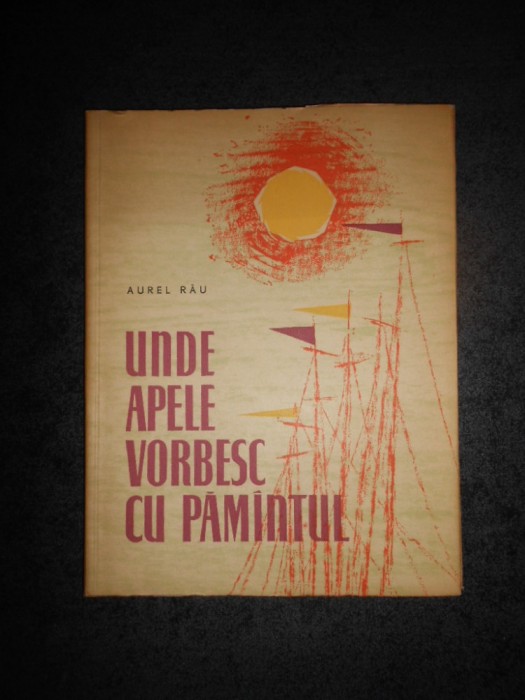 AUREL RĂU
UNDE
APELE
VORBESC
CU PĂMÎNTUL